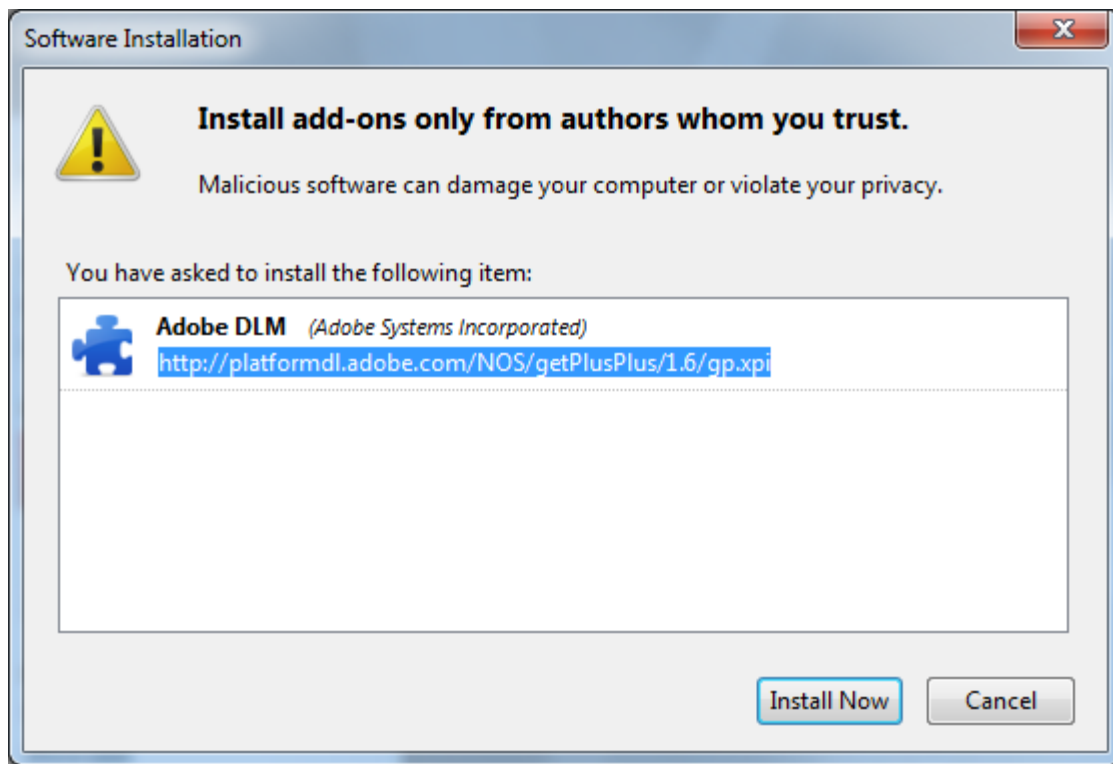 Software Installation
Install add-ons only from authors whom you trust.
Malicious software can damage your computer or violate your privacy.
You have asked to install the following item:
Adobe DLM (Adobe Systems Incorporated)
http://platformdl.adobe.com/NOS/getPlusPlus/1.6/gp.xpi
Install Now Cancel